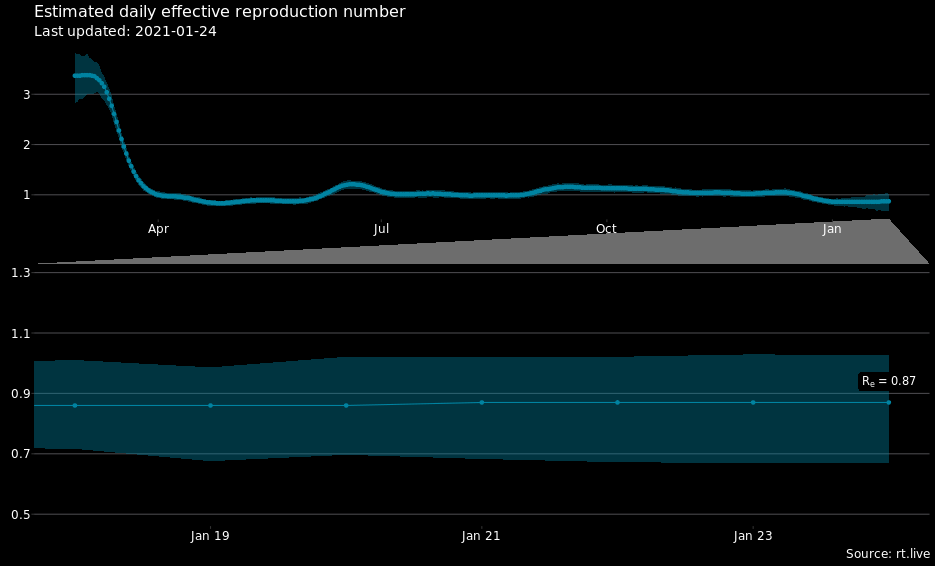 Estimated daily effective reproduction number
Last updated: 2021-01-24
3
2
1
Apr Jul Oct Jan
1.3
1.1
0.9
Re = 0.87
0.7
0.5
Jan 19 Jan 21 Jan 23
Source: rt.live